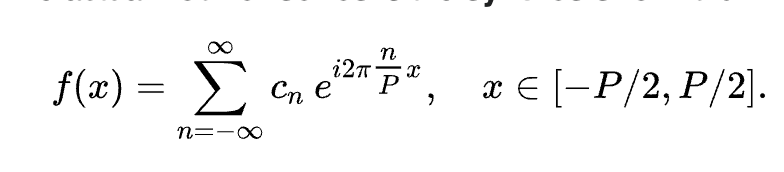 f(x) = \sum_{n=-\infty}^{\infty} c_n e^{i2\pi \frac{n}{P} x}, \quad x \in [-P/2, P/2].